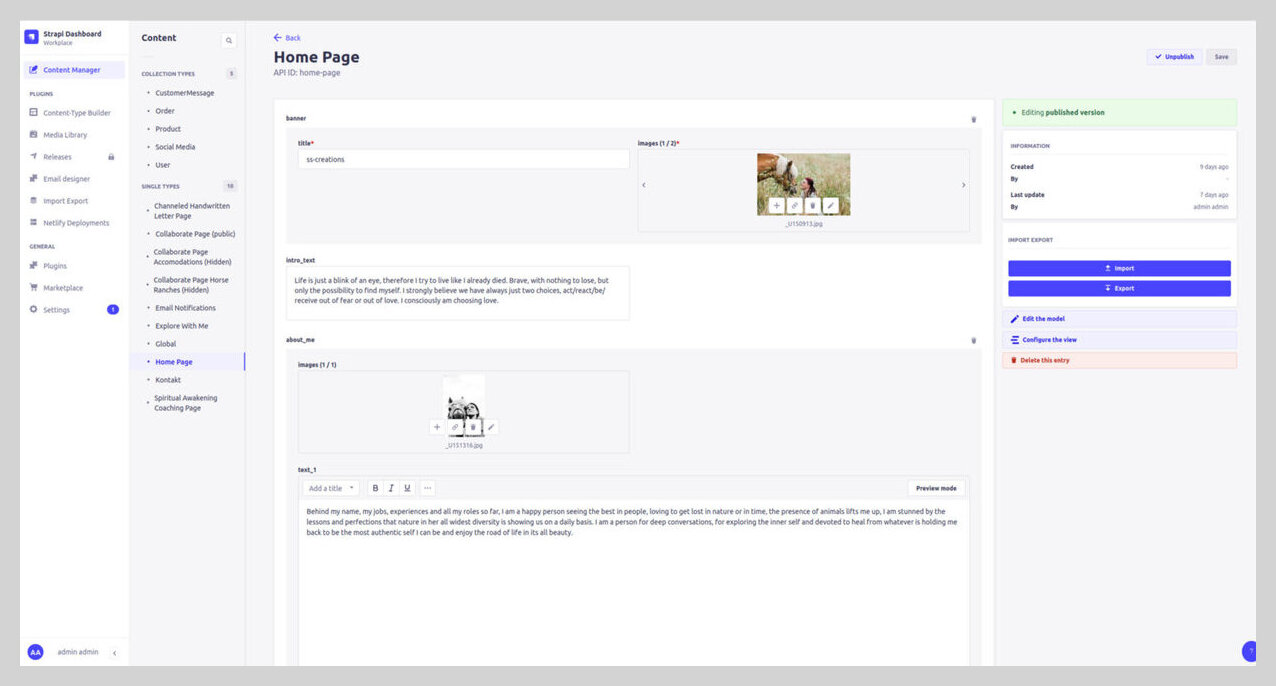 Strapi Dashboard
Workplace
Content Manager
PLUGINS
Content-Type Builder
Media Library
Releases
Email designer
Import Export
Netlify Deployments
GENERAL
Plugins
Marketplace
Settings
1
AA
admin admin
Content
COLLECTION TYPES
5
CustomerMessage
Order
Product
Social Media
User
SINGLE TYPES
10
Channeled Handwritten
Letter Page
Collaborate Page (public)
Collaborate Page
Accomodations (Hidden)
Collaborate Page Horse
Ranches (Hidden)
Email Notifications
Explore With Me
Global
Home Page
Kontakt
Spiritual Awakening
Coaching Page
Back
Home Page
API ID: home-page
Unpublish
Save
banner
title*
ss-creations
images (1 / 2)*
_U150913.jpg
intro_text
Life is just a blink of an eye, therefore I try to live like I already died. Brave, with nothing to lose, but
only the possibility to find myself. I strongly believe we have always just two choices, act/react/be/
receive out of fear or out of love. I consciously am choosing love.
about_me
images (1 / 1)
_U151316.jpg
text_1
Add a title
B
I
U
...
Preview mode
Behind my name, my jobs, experiences and all my roles so far, I am a happy person seeing the best in people, loving to get lost in nature or in time, the presence of animals lifts me up, I am stunned by the
lessons and perfections that nature in her all widest diversity is showing us on a daily basis. I am a person for deep conversations, for exploring the inner self and devoted to heal from whatever is holding me
back to be the most authentic self I can be and enjoy the road of life in its all beauty.
Editing published version
INFORMATION
Created
9 days ago
By
-
Last update
7 days ago
By
admin admin
IMPORT EXPORT
Import
Export
Edit the model
Configure the view
Delete this entry
?